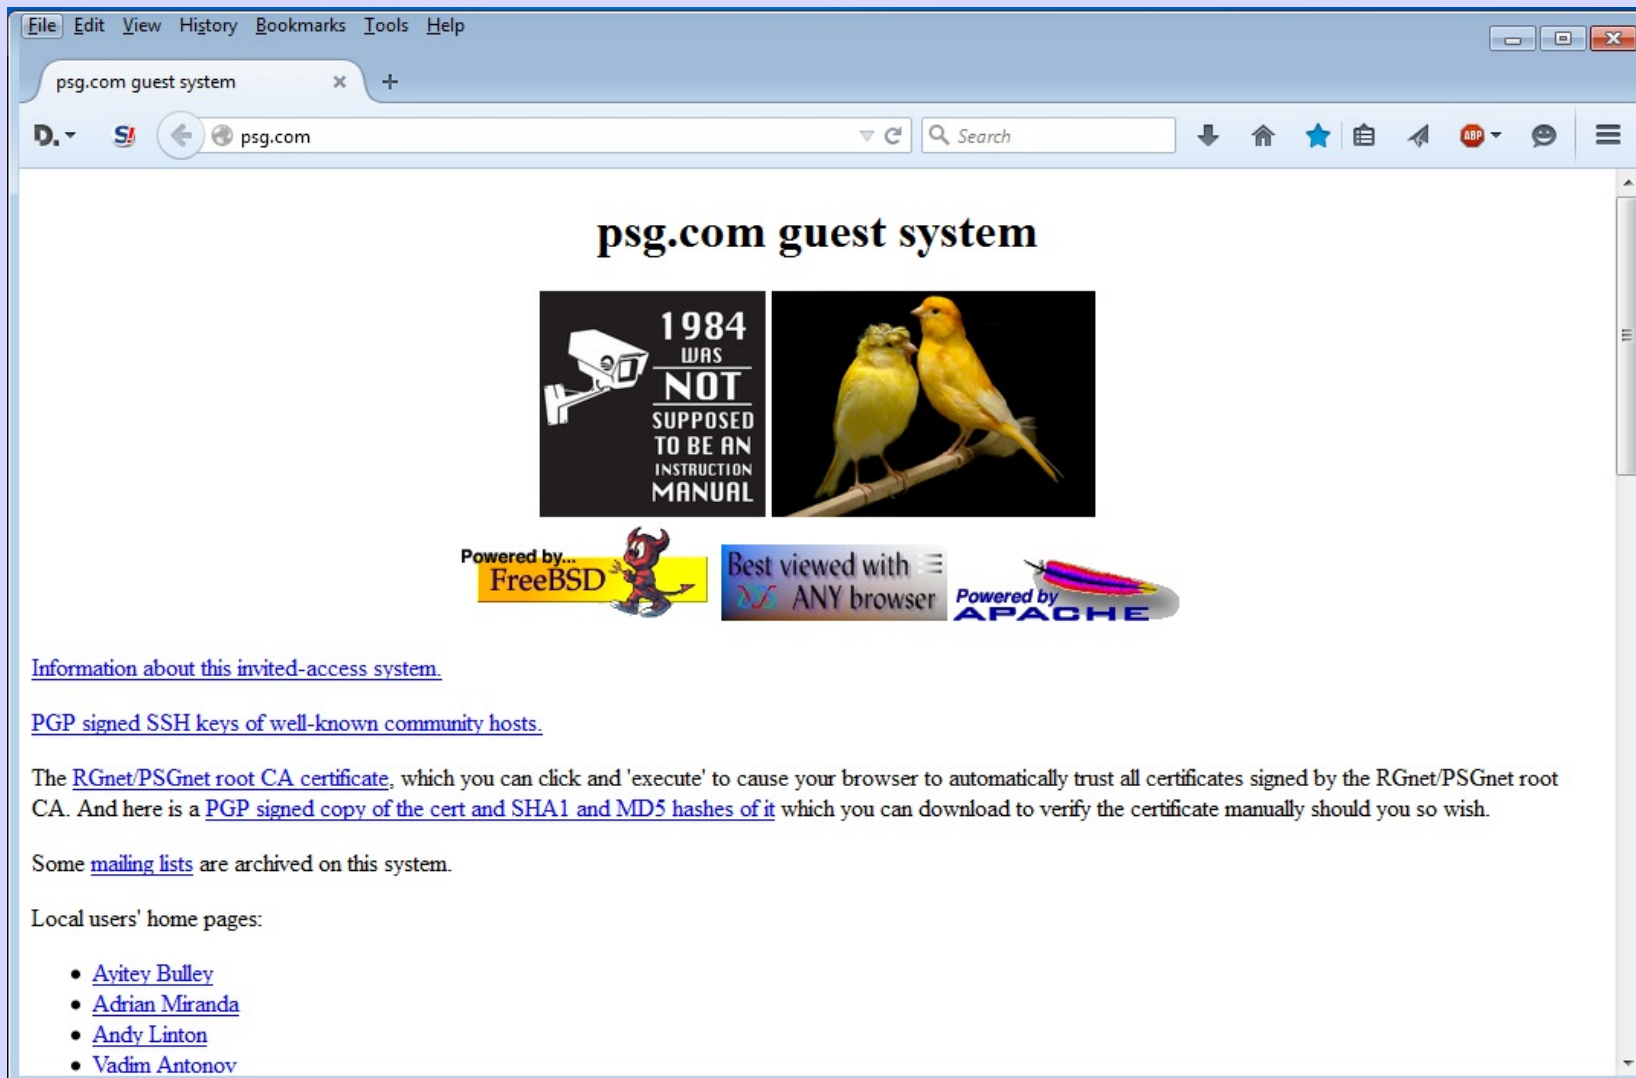 File Edit View History Bookmarks Tools Help
psg.com guest system
D.
S!
psg.com
Search
ABP
psg.com guest system
1984
WAS
NOT
SUPPOSED
TO BE AN
INSTRUCTION
MANUAL
Powered by...
FreeBSD
Best viewed with
ANY browser
Powered by
APACHE
Information about this invited-access system.
PGP signed SSH keys of well-known community hosts.
The RGnet/PSGnet root CA certificate, which you can click and 'execute' to cause your browser to automatically trust all certificates signed by the RGnet/PSGnet root
CA. And here is a PGP signed copy of the cert and SHA1 and MD5 hashes of it which you can download to verify the certificate manually should you so wish.
Some mailing lists are archived on this system.
Local users' home pages:
Ayitey Bulley
Adrian Miranda
Andy Linton
Vadim Antonov